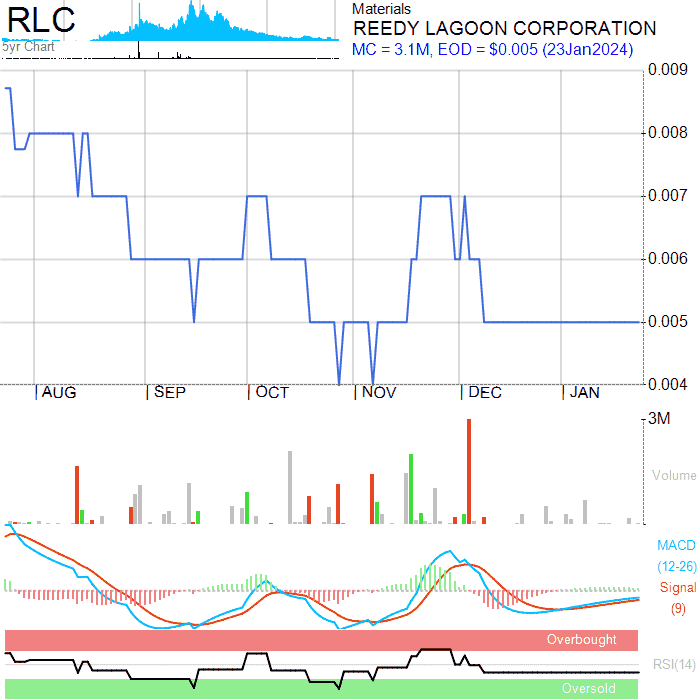 RLC
5yr Chart
Materials
REEDY LAGOON CORPORATION
MC = 3.1M, EOD = $0.005 (23Jan2024)
0.009
0.008
0.007
0.006
0.005
0.004
AUG
SEP
OCT
NOV
DEC
JAN
3M
Volume
MACD
(12-26)
Signal
(9)
Overbought
RSI(14)
Oversold